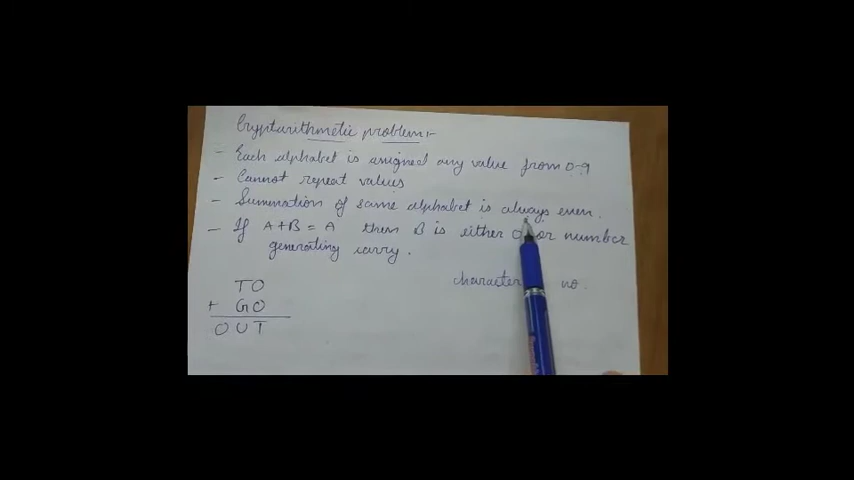 Cryptarithmetic problem:-
- Each alphabet is assigned any value from 0-9
- Cannot repeat values
- Summation of same alphabet is always even.
- If A+B = A then B is either 0 or number
generating carry.
character no.
TO
+ GO
OUT